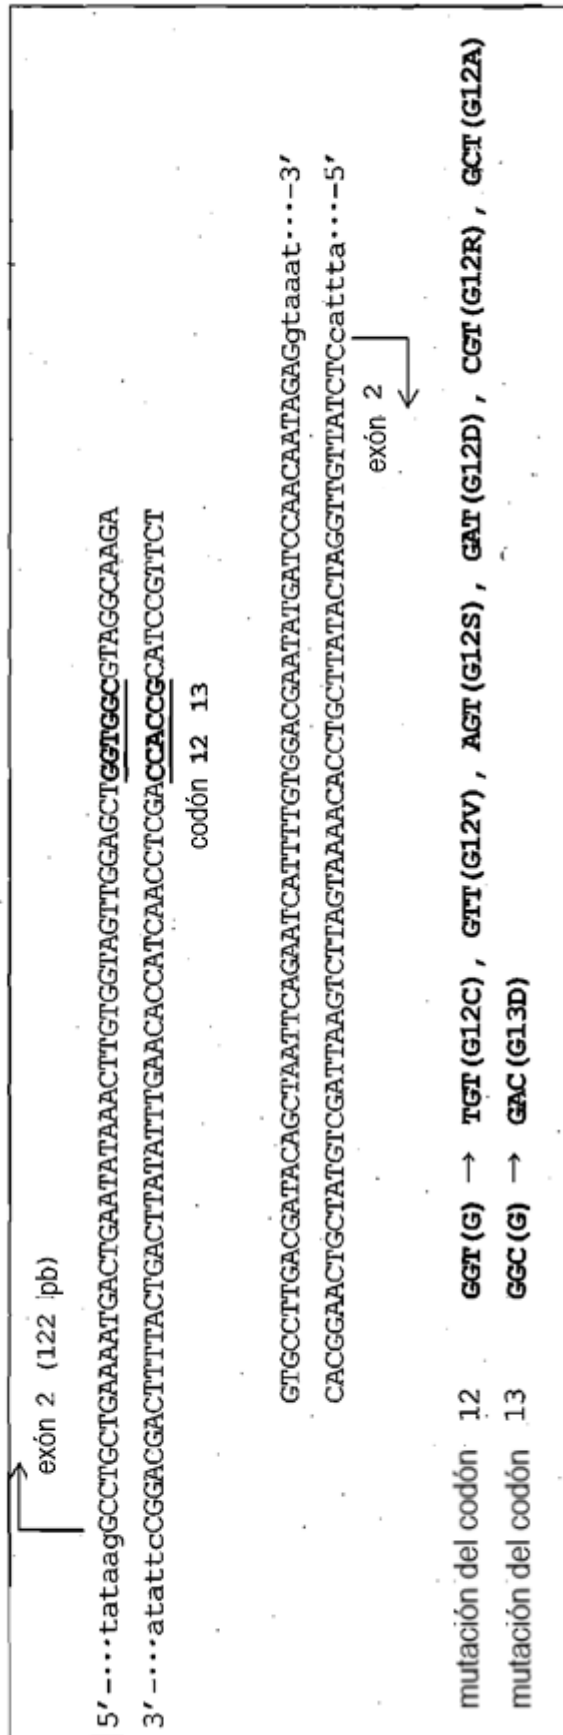 exón 2 (122 pb)
5′-···tataagGCCTGCTGAAAATGACTGAATATAAACTTGTGGTAGTTGGAGCTGGTGGCGTAGGCAAGA
3′-···atattcCGGACGACTTTTACTGACTTATATTTGAACACCATCAACCTCGACCACCGCATCCGTTCT
codón 12 13
GTGCCTTGACGATACAGCTAATTCAGAATCATTTTGTGGACGAATATGATCCAACAATAGAGgtaaat····-3′
CACGGAACTGCTATGTCGATTAAGTCTTAGTAAAACACCTGCTTATACTAGGTTGTTATCTCcattta····-5′
exón 2
mutación del codón 12 GGT(G) → TGT(G12C), GTT(G12V), AGT(G12S), GAT(G12D), CGT(G12R), GCT(G12A)
mutación del codón 13 GGC(G) → GAC(G13D)